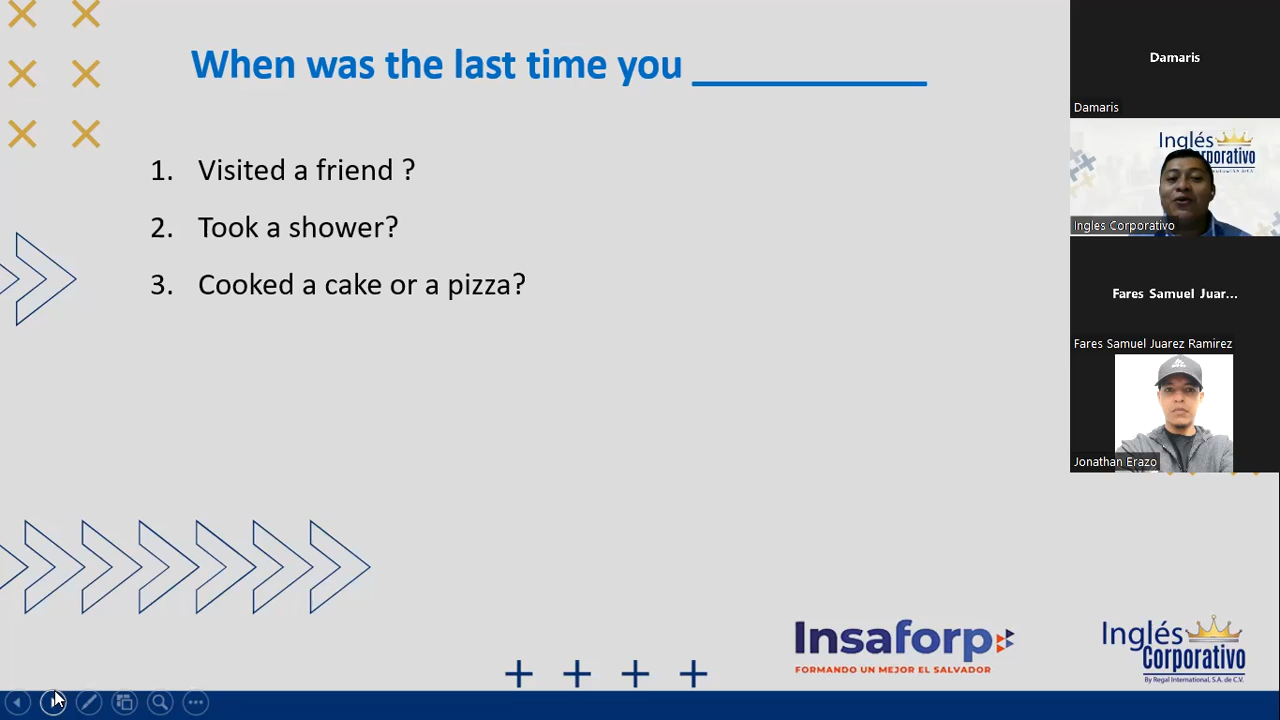 When was the last time you ___________
1. Visited a friend ?
2. Took a shower?
3. Cooked a cake or a pizza?
Damaris
Damaris
Inglés
Corporativo
Ingles Corporativo
Fares Samuel Juar...
Fares Samuel Juarez Ramirez
Jonathan Erazo
Insaforp
FORMANDO UN MEJOR EL SALVADOR
Inglés
Corporativo
By Regal International, S.A. de C.V.